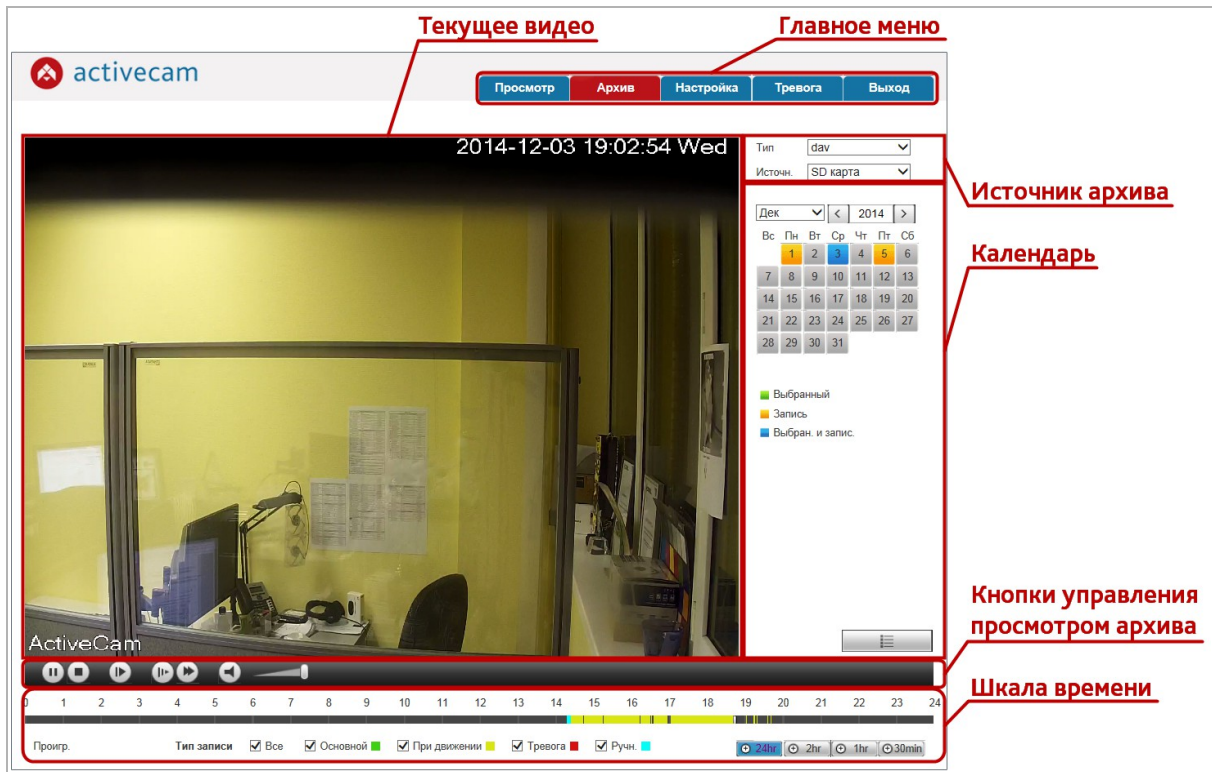 Текущее видео
Главное меню
activecam
Просмотр Архив Настройка Тревога Выход
2014-12-03 19:02:54 Wed
Тип dav
Источн. SD карта
Источник архива
Дек < 2014 >
Вс Пн Вт Ср Чт Пт Сб
1 2 3 4 5 6
7 8 9 10 11 12 13
14 15 16 17 18 19 20
21 22 23 24 25 26 27
28 29 30 31
Календарь
Выбранный
Запись
Выбран. и запис.
ActiveCam
Кнопки управления
просмотром архива
Шкала времени
0 1 2 3 4 5 6 7 8 9 10 11 12 13 14 15 16 17 18 19 20 21 22 23 24
Проигр. Тип записи Все Основной При движении Тревога Ручн. 24hr 2hr 1hr 30min